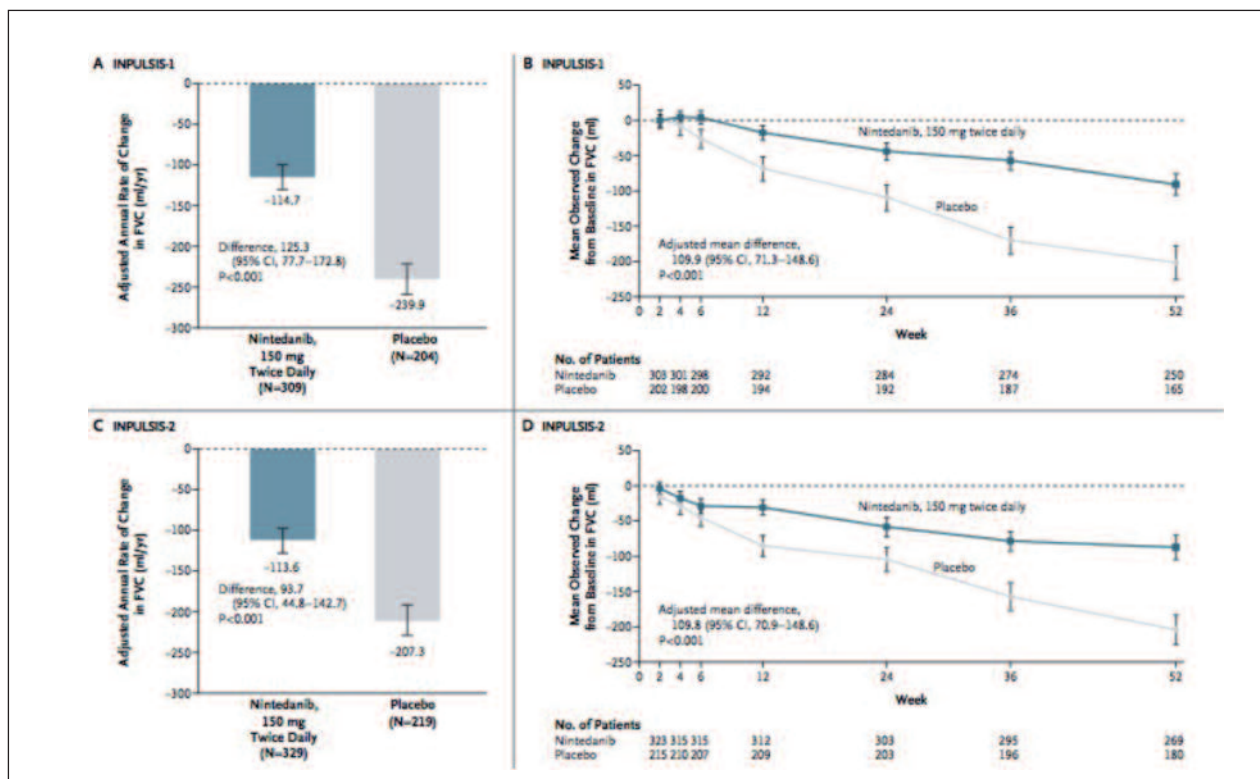 A INPULSIS-1
Adjusted Annual Rate of Change
in FVC (ml/yr)
0
−50
−100
−150
−200
−250
−300
−114.7
Difference, 125.3
(95% CI, 77.7–172.8)
P<0.001
−239.9
Nintedanib,
150 mg
Twice Daily
(N=309)
Placebo
(N=204)
B INPULSIS-1
Mean Observed Change
from Baseline in FVC (ml)
50
0
−50
−100
−150
−200
−250
Nintedanib, 150 mg twice daily
Placebo
Adjusted mean difference,
109.9 (95% CI, 71.3–148.6)
P<0.001
0 2 4 6 12 24 36 52
Week
No. of Patients
Nintedanib 303 301 298 292 284 274 250
Placebo 202 198 200 194 192 187 165
C INPULSIS-2
Adjusted Annual Rate of Change
in FVC (ml/yr)
0
−50
−100
−150
−200
−250
−300
−113.6
Difference, 93.7
(95% CI, 44.8–142.7)
P<0.001
−207.3
Nintedanib,
150 mg
Twice Daily
(N=329)
Placebo
(N=219)
D INPULSIS-2
Mean Observed Change
from Baseline in FVC (ml)
50
0
−50
−100
−150
−200
−250
Nintedanib, 150 mg twice daily
Placebo
Adjusted mean difference,
109.8 (95% CI, 70.9–148.6)
P<0.001
0 2 4 6 12 24 36 52
Week
No. of Patients
Nintedanib 323 315 315 312 303 295 269
Placebo 215 210 207 209 203 196 180